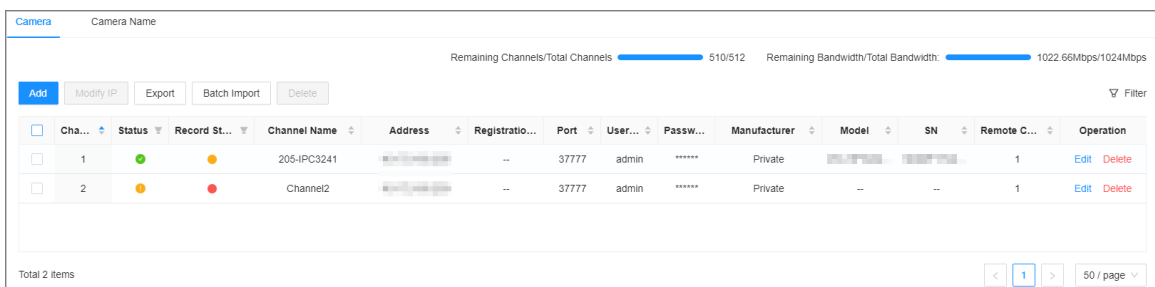 Camera Camera Name
Remaining Channels/Total Channels 510/512 Remaining Bandwidth/Total Bandwidth: 1022.66Mbps/1024Mbps
Add Modify IP Export Batch Import Delete Filter
Cha... Status Record St... Channel Name Address Registratio... Port User... Passw... Manufacturer Model SN Remote C... Operation
1 205-IPC3241 -- 37777 admin ****** Private 1 Edit Delete
2 Channel2 -- 37777 admin ****** Private -- -- 1 Edit Delete
Total 2 items < 1 > 50 / page